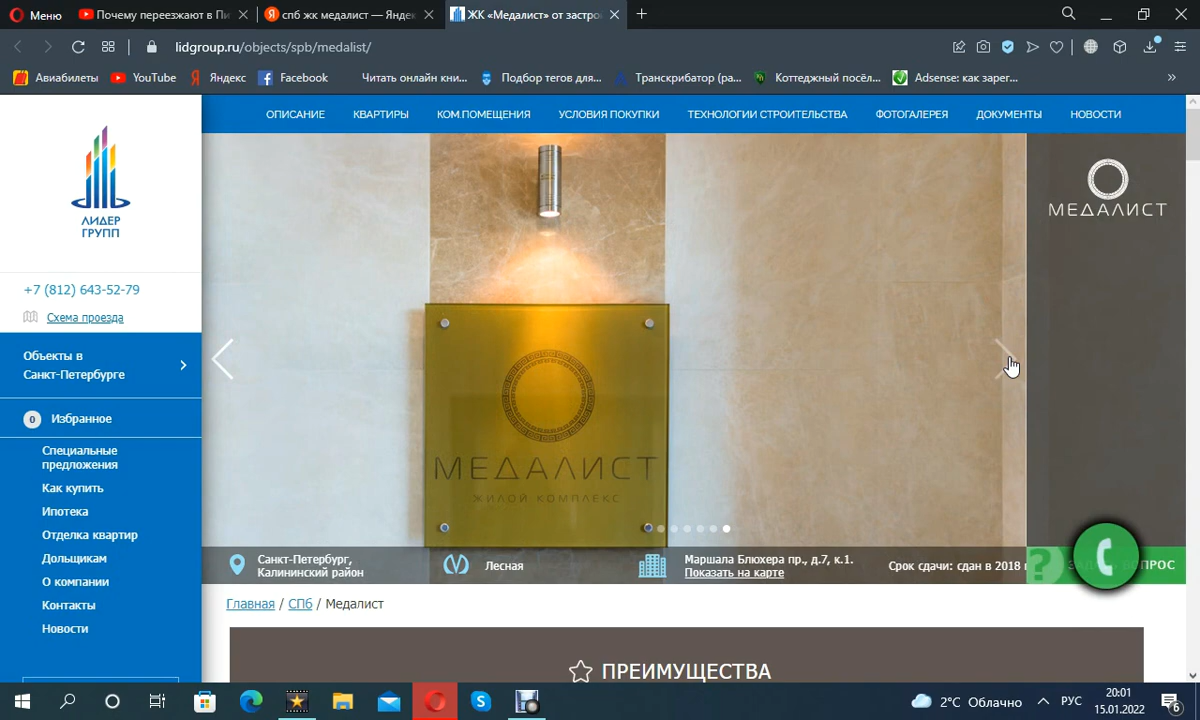 Меню
Почему переезжают в Пи
спб жк медалист — Яндек
ЖК «Медалист» от застро
lidgroup.ru/objects/spb/medalist/
Авиабилеты
YouTube
Яндекс
Facebook
Читать онлайн кни...
Подбор тегов для...
Транскрибатор (ра...
Коттеджный посёл...
Adsense: как зарег...
ОПИСАНИЕ
КВАРТИРЫ
КОМ.ПОМЕЩЕНИЯ
УСЛОВИЯ ПОКУПКИ
ТЕХНОЛОГИИ СТРОИТЕЛЬСТВА
ФОТОГАЛЕРЕЯ
ДОКУМЕНТЫ
НОВОСТИ
ЛИДЕР
ГРУПП
+7 (812) 643-52-79
Схема проезда
Объекты в
Санкт-Петербурге
0 Избранное
Специальные
предложения
Как купить
Ипотека
Отделка квартир
Дольщикам
О компании
Контакты
Новости
МЕДАЛИСТ
МЕДАЛИСТ
ЖИЛОЙ КОМПЛЕКС
Санкт-Петербург,
Калининский район
Лесная
Маршала Блюхера пр., д.7, к.1.
Показать на карте
Срок сдачи: сдан в 2018
Главная / СПб / Медалист
ПРЕИМУЩЕСТВА
2°C Облачно
РУС
20:01
15.01.2022
6